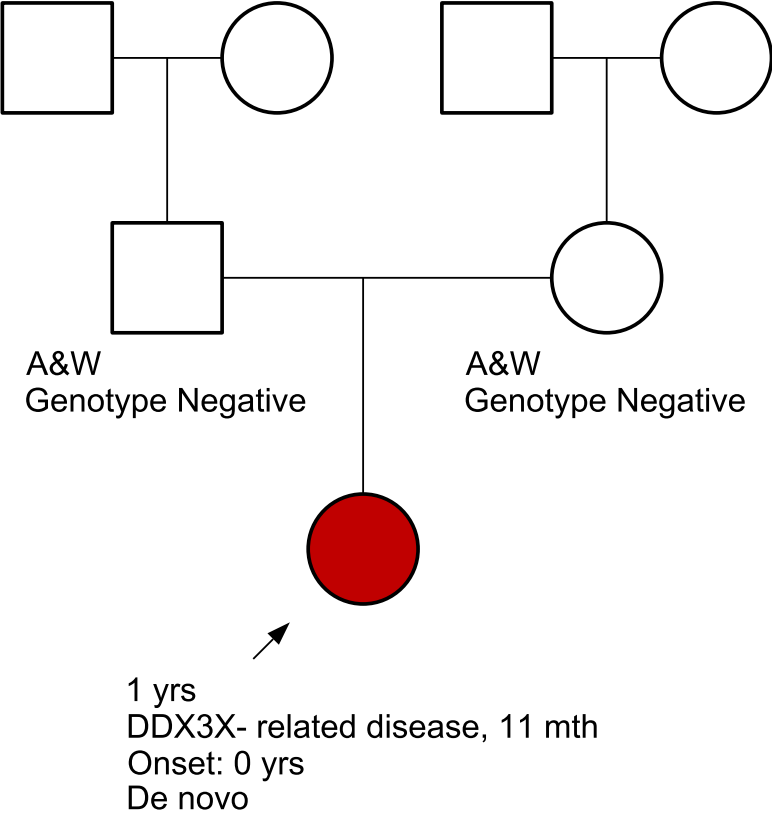 A&W
Genotype Negative
A&W
Genotype Negative
1 yrs
DDX3X- related disease, 11 mth
Onset: 0 yrs
De novo